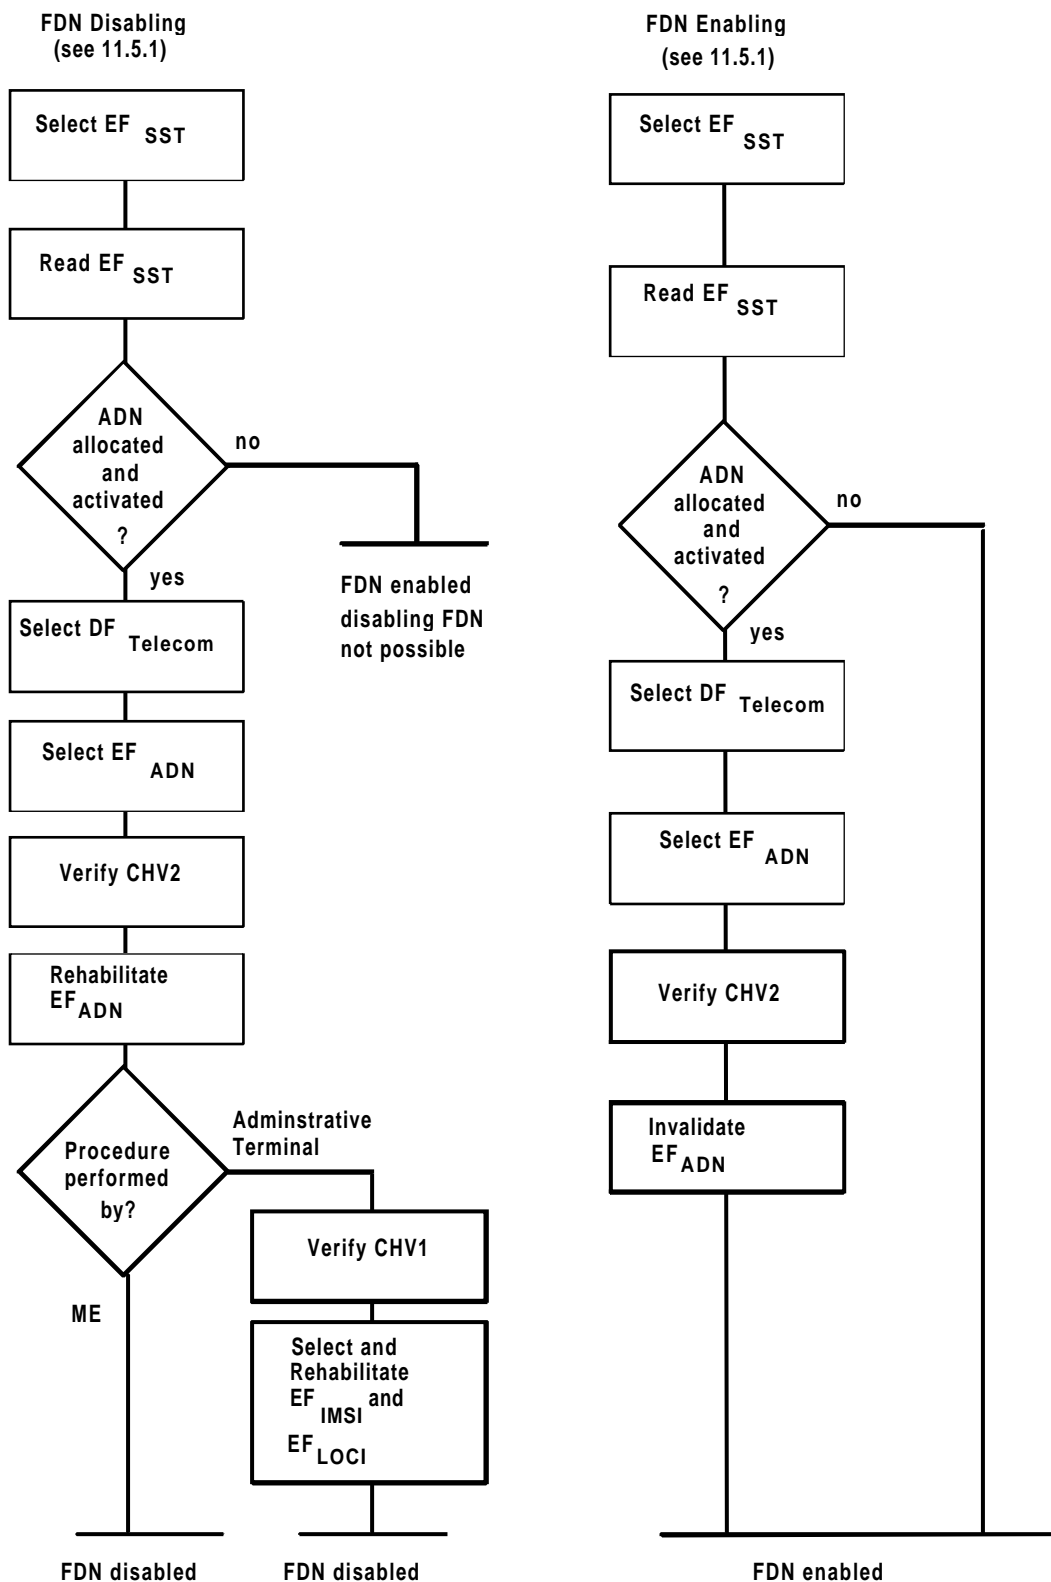 FDN Disabling
(see 11.5.1)
Select EF SST
Read EF SST
ADN
allocated
and
activated
?
no
yes
FDN enabled
disabling FDN
not possible
Select DF Telecom
Select EF ADN
Verify CHV2
Rehabilitate
EF ADN
Procedure
performed
by?
Adminstrative
Terminal
ME
Verify CHV1
Select and
Rehabilitate
EF IMSI and
EF LOCI
FDN disabled
FDN disabled
FDN Enabling
(see 11.5.1)
Select EF SST
Read EF SST
ADN
allocated
and
activated
?
no
yes
Select DF Telecom
Select EF ADN
Verify CHV2
Invalidate
EF ADN
FDN enabled